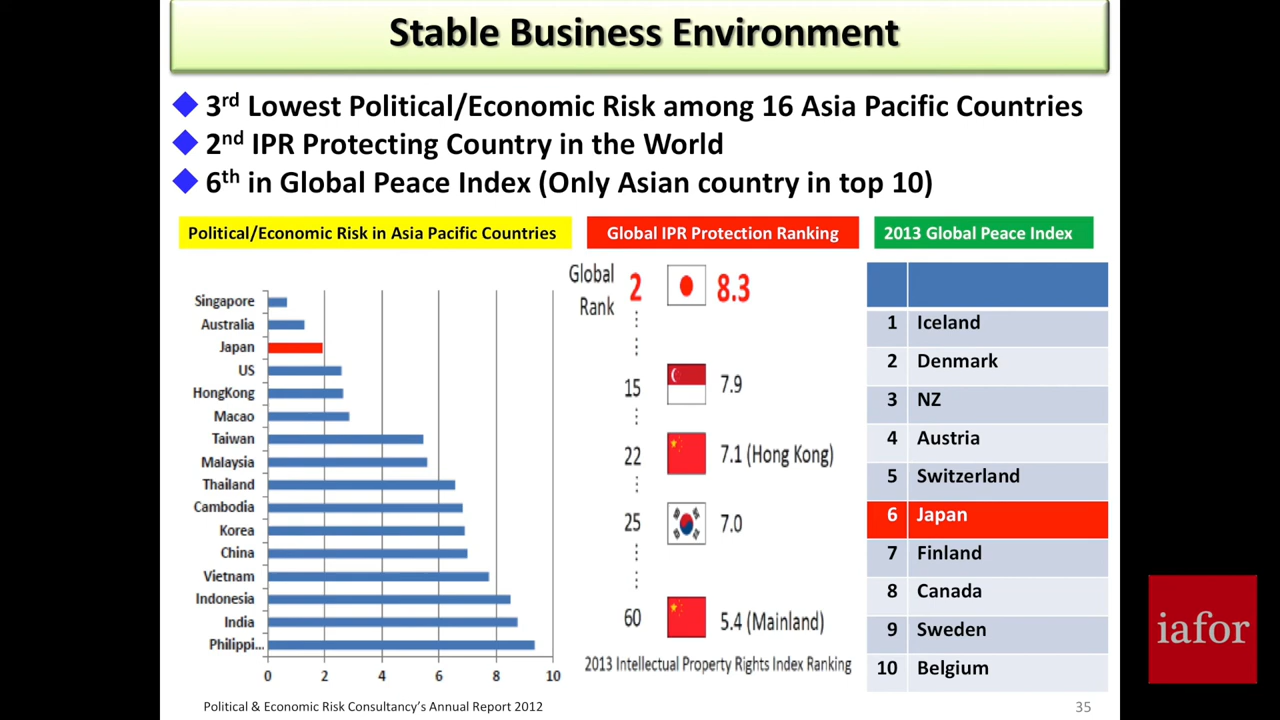 Stable Business Environment
3rd Lowest Political/Economic Risk among 16 Asia Pacific Countries
2nd IPR Protecting Country in the World
6th in Global Peace Index (Only Asian country in top 10)
Political/Economic Risk in Asia Pacific Countries
Singapore
Australia
Japan
US
HongKong
Macao
Taiwan
Malaysia
Thailand
Cambodia
Korea
China
Vietnam
Indonesia
India
Philippi...
0 2 4 6 8 10
Political & Economic Risk Consultancy's Annual Report 2012
Global IPR Protection Ranking
Global
Rank
2 8.3
15 7.9
22 7.1 (Hong Kong)
25 7.0
60 5.4 (Mainland)
2013 Intellectual Property Rights Index Ranking
2013 Global Peace Index
1 Iceland
2 Denmark
3 NZ
4 Austria
5 Switzerland
6 Japan
7 Finland
8 Canada
9 Sweden
10 Belgium
35
iafor